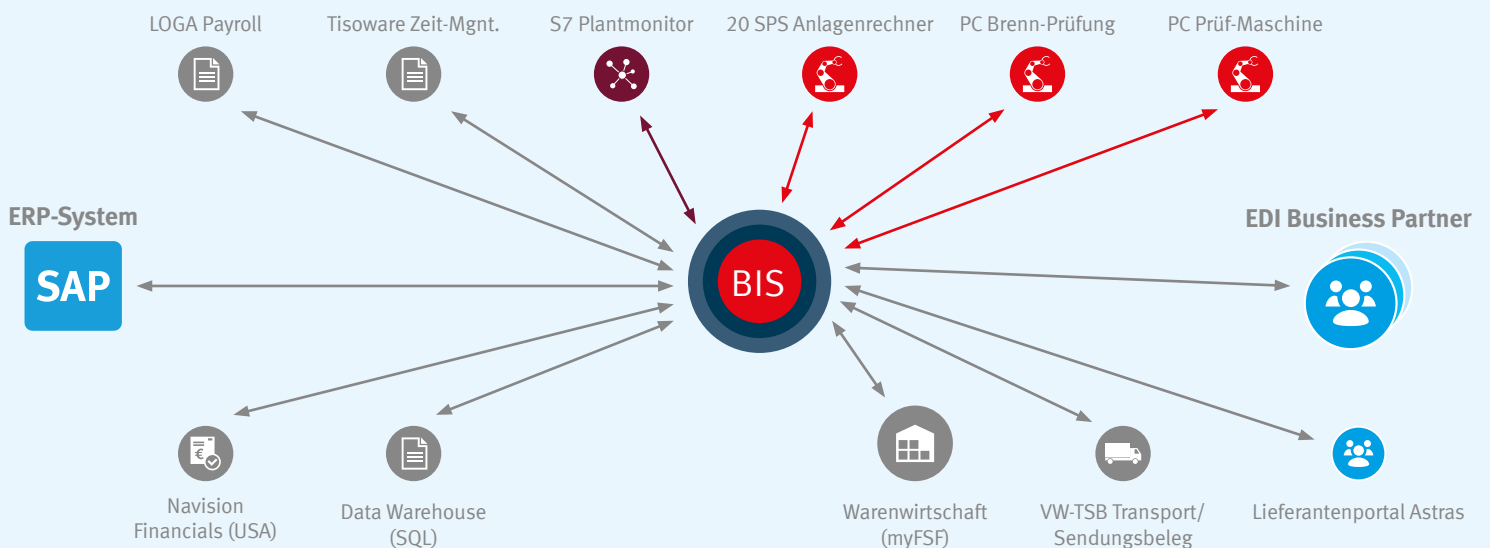 LOGA Payroll
Tisoware Zeit-Mgnt.
S7 Plantmonitor
20 SPS Anlagenrechner
PC Brenn-Prüfung
PC Prüf-Maschine
ERP-System
SAP
BIS
EDI Business Partner
€
Navision
Financials (USA)
Data Warehouse
(SQL)
Warenwirtschaft
(myFSF)
VW-TSB Transport/
Sendungsbeleg
Lieferantenportal Astras